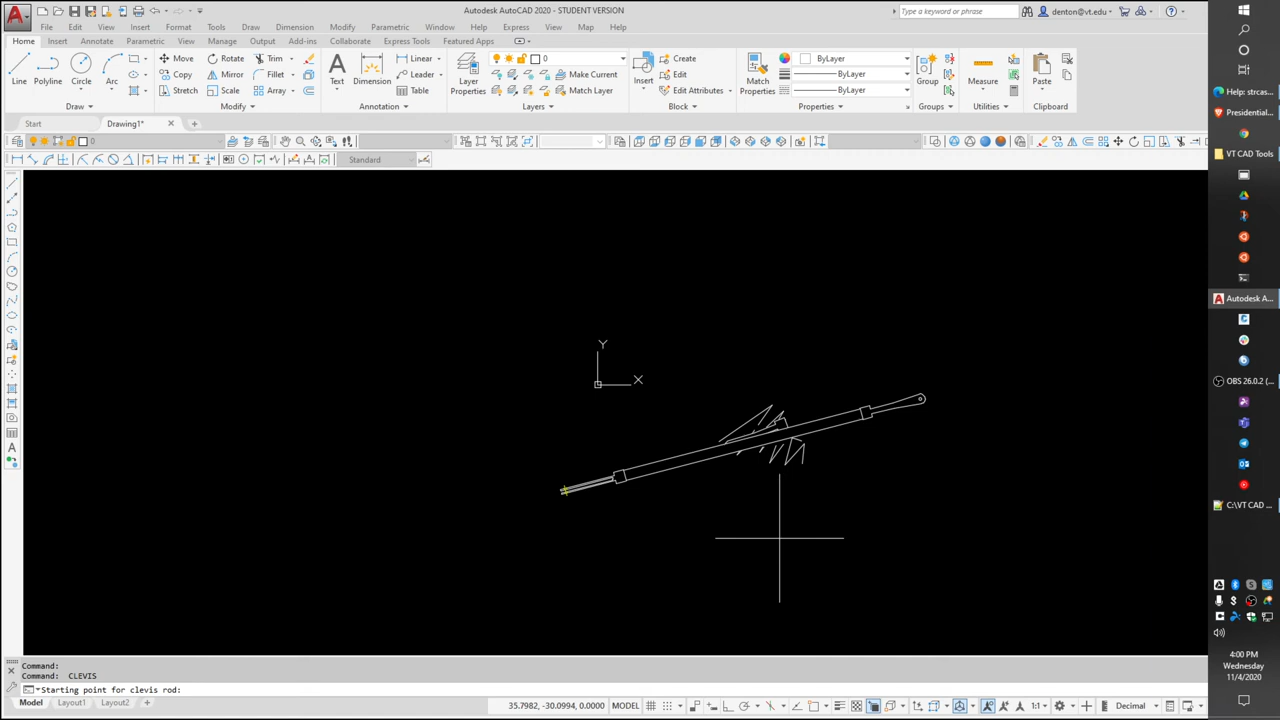 Autodesk AutoCAD 2020 - STUDENT VERSION
Type a keyword or phrase
denton@vt.edu
File Edit View Insert Format Tools Draw Dimension Modify Parametric Window Help Express View Image Help
Home Insert Annotate Parametric View Manage Output Add-ins Collaborate Express Tools Featured Apps
Line Polyline Circle Arc
Draw
Move Rotate Trim
Copy Mirror Fillet
Stretch Scale Array
Modify
Text Dimension
Linear
Leader
Table
Annotation
Layer Properties
0
Make Current
Match Layer
Layers
Insert
Create
Edit
Edit Attributes
Block
Match Properties
ByLayer
ByLayer
ByLayer
Properties
Group
Groups
Measure
Utilities
Paste
Clipboard
Start Drawing1*
0
Standard
Y
X
Command:
Command: CLEVIS
Starting point for clevis rod:
Model Layout1 Layout2
35.7982, -30.0994, 0.0000 MODEL 1:1 Decimal
Help: strcas...
Presidential...
VT CAD Tools
Autodesk A...
OBS 26.0.2 (...
C:\VT CAD ...
4:00 PM
Wednesday
11/4/2020